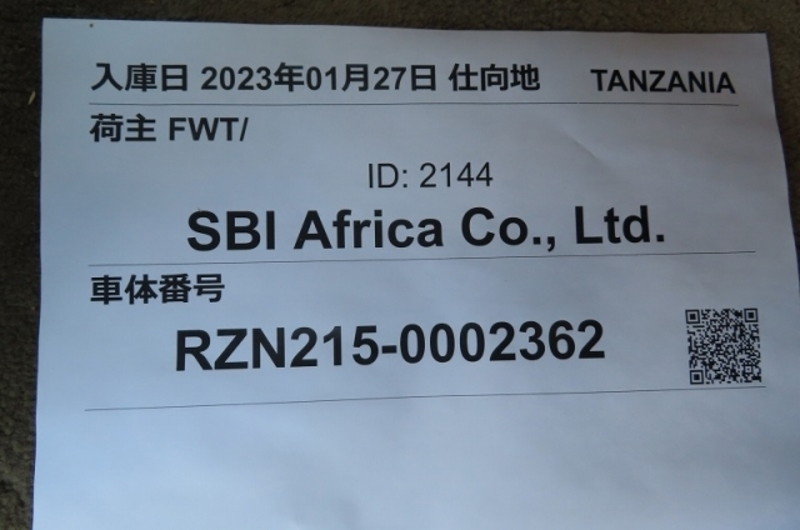 入庫日 2023年01月27日 仕向地 TANZANIA
荷主 FWT/
ID: 2144
SBI Africa Co., Ltd.
車体番号
RZN215-0002362